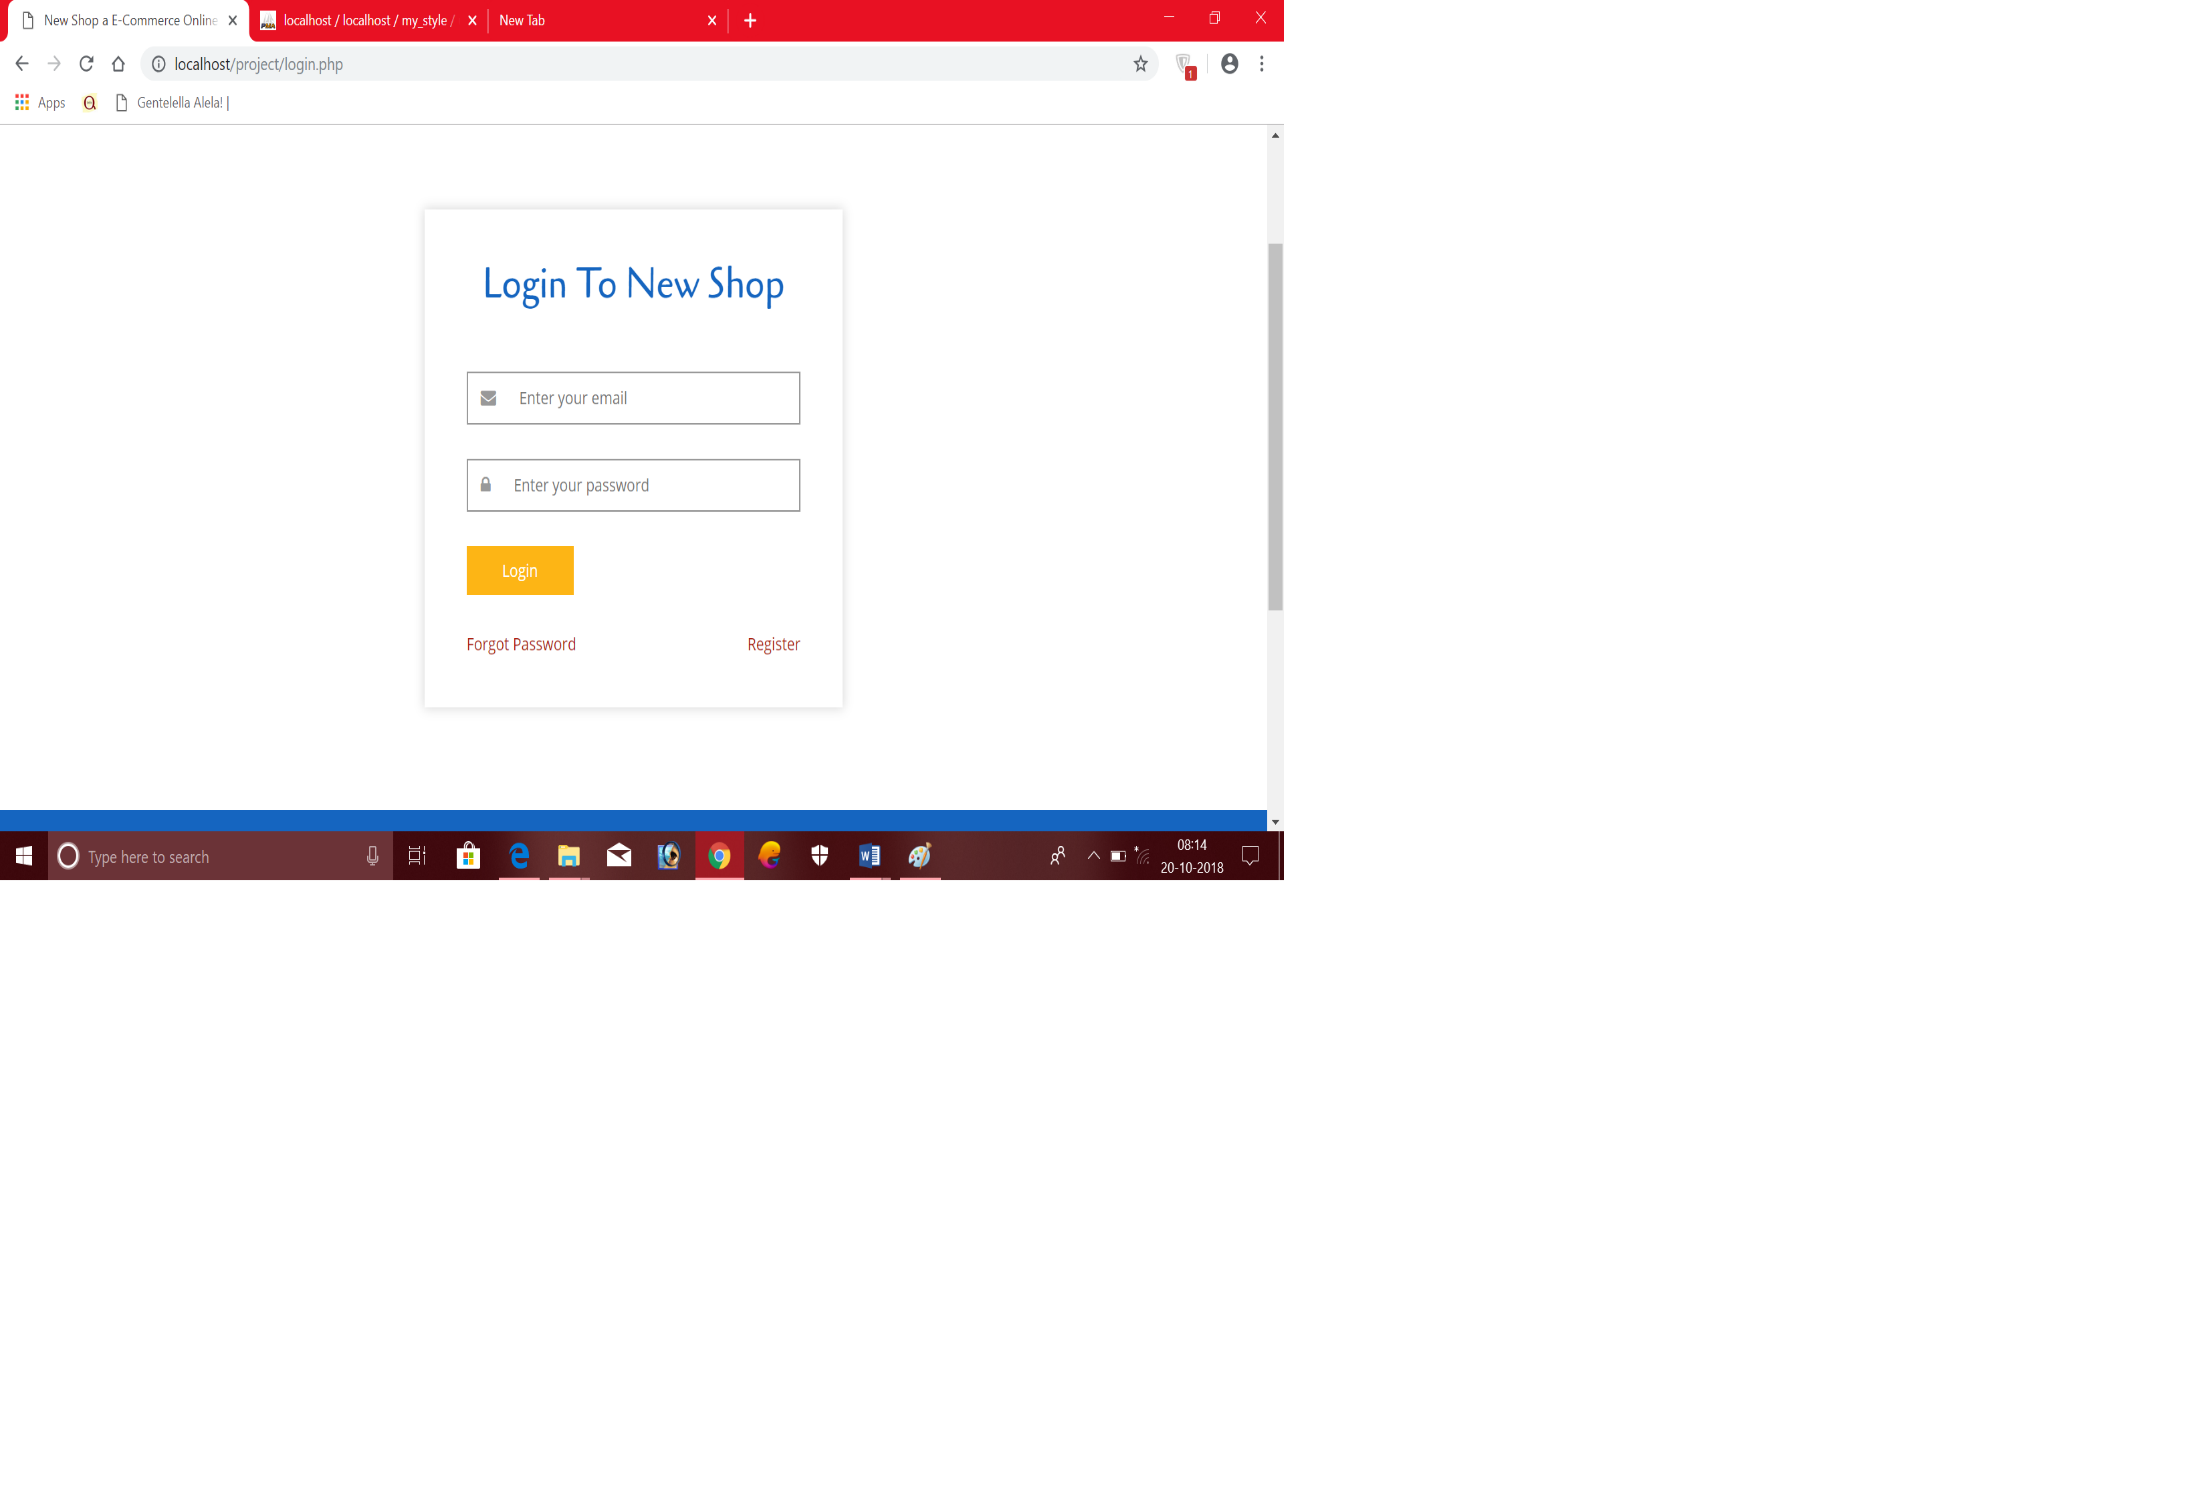 New Shop a E-Commerce Online
localhost / localhost / my_style /
New Tab
localhost/project/login.php
1
Apps
Gentelella Alela! |
Login To New Shop
Enter your email
Enter your password
Login
Forgot Password
Register
Type here to search
08:14
20-10-2018